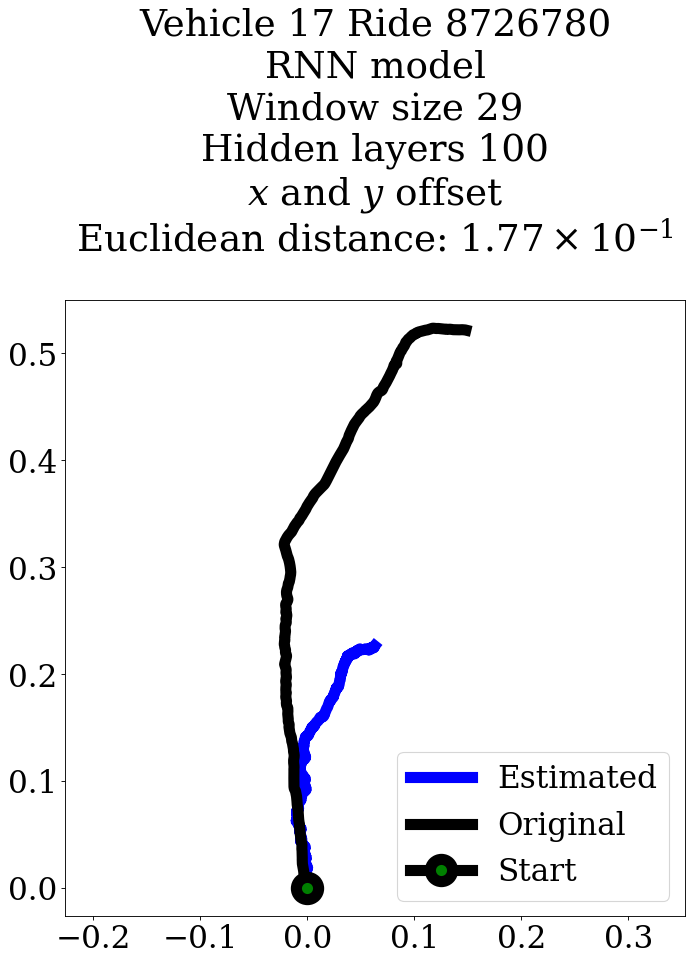 Vehicle 17 Ride 8726780
RNN model
Window size 29
Hidden layers 100
x and y offset
Euclidean distance: 1.77 × 10⁻¹
0.5
0.4
0.3
0.2
0.1
0.0
Estimated
Original
Start
−0.2 −0.1 0.0 0.1 0.2 0.3